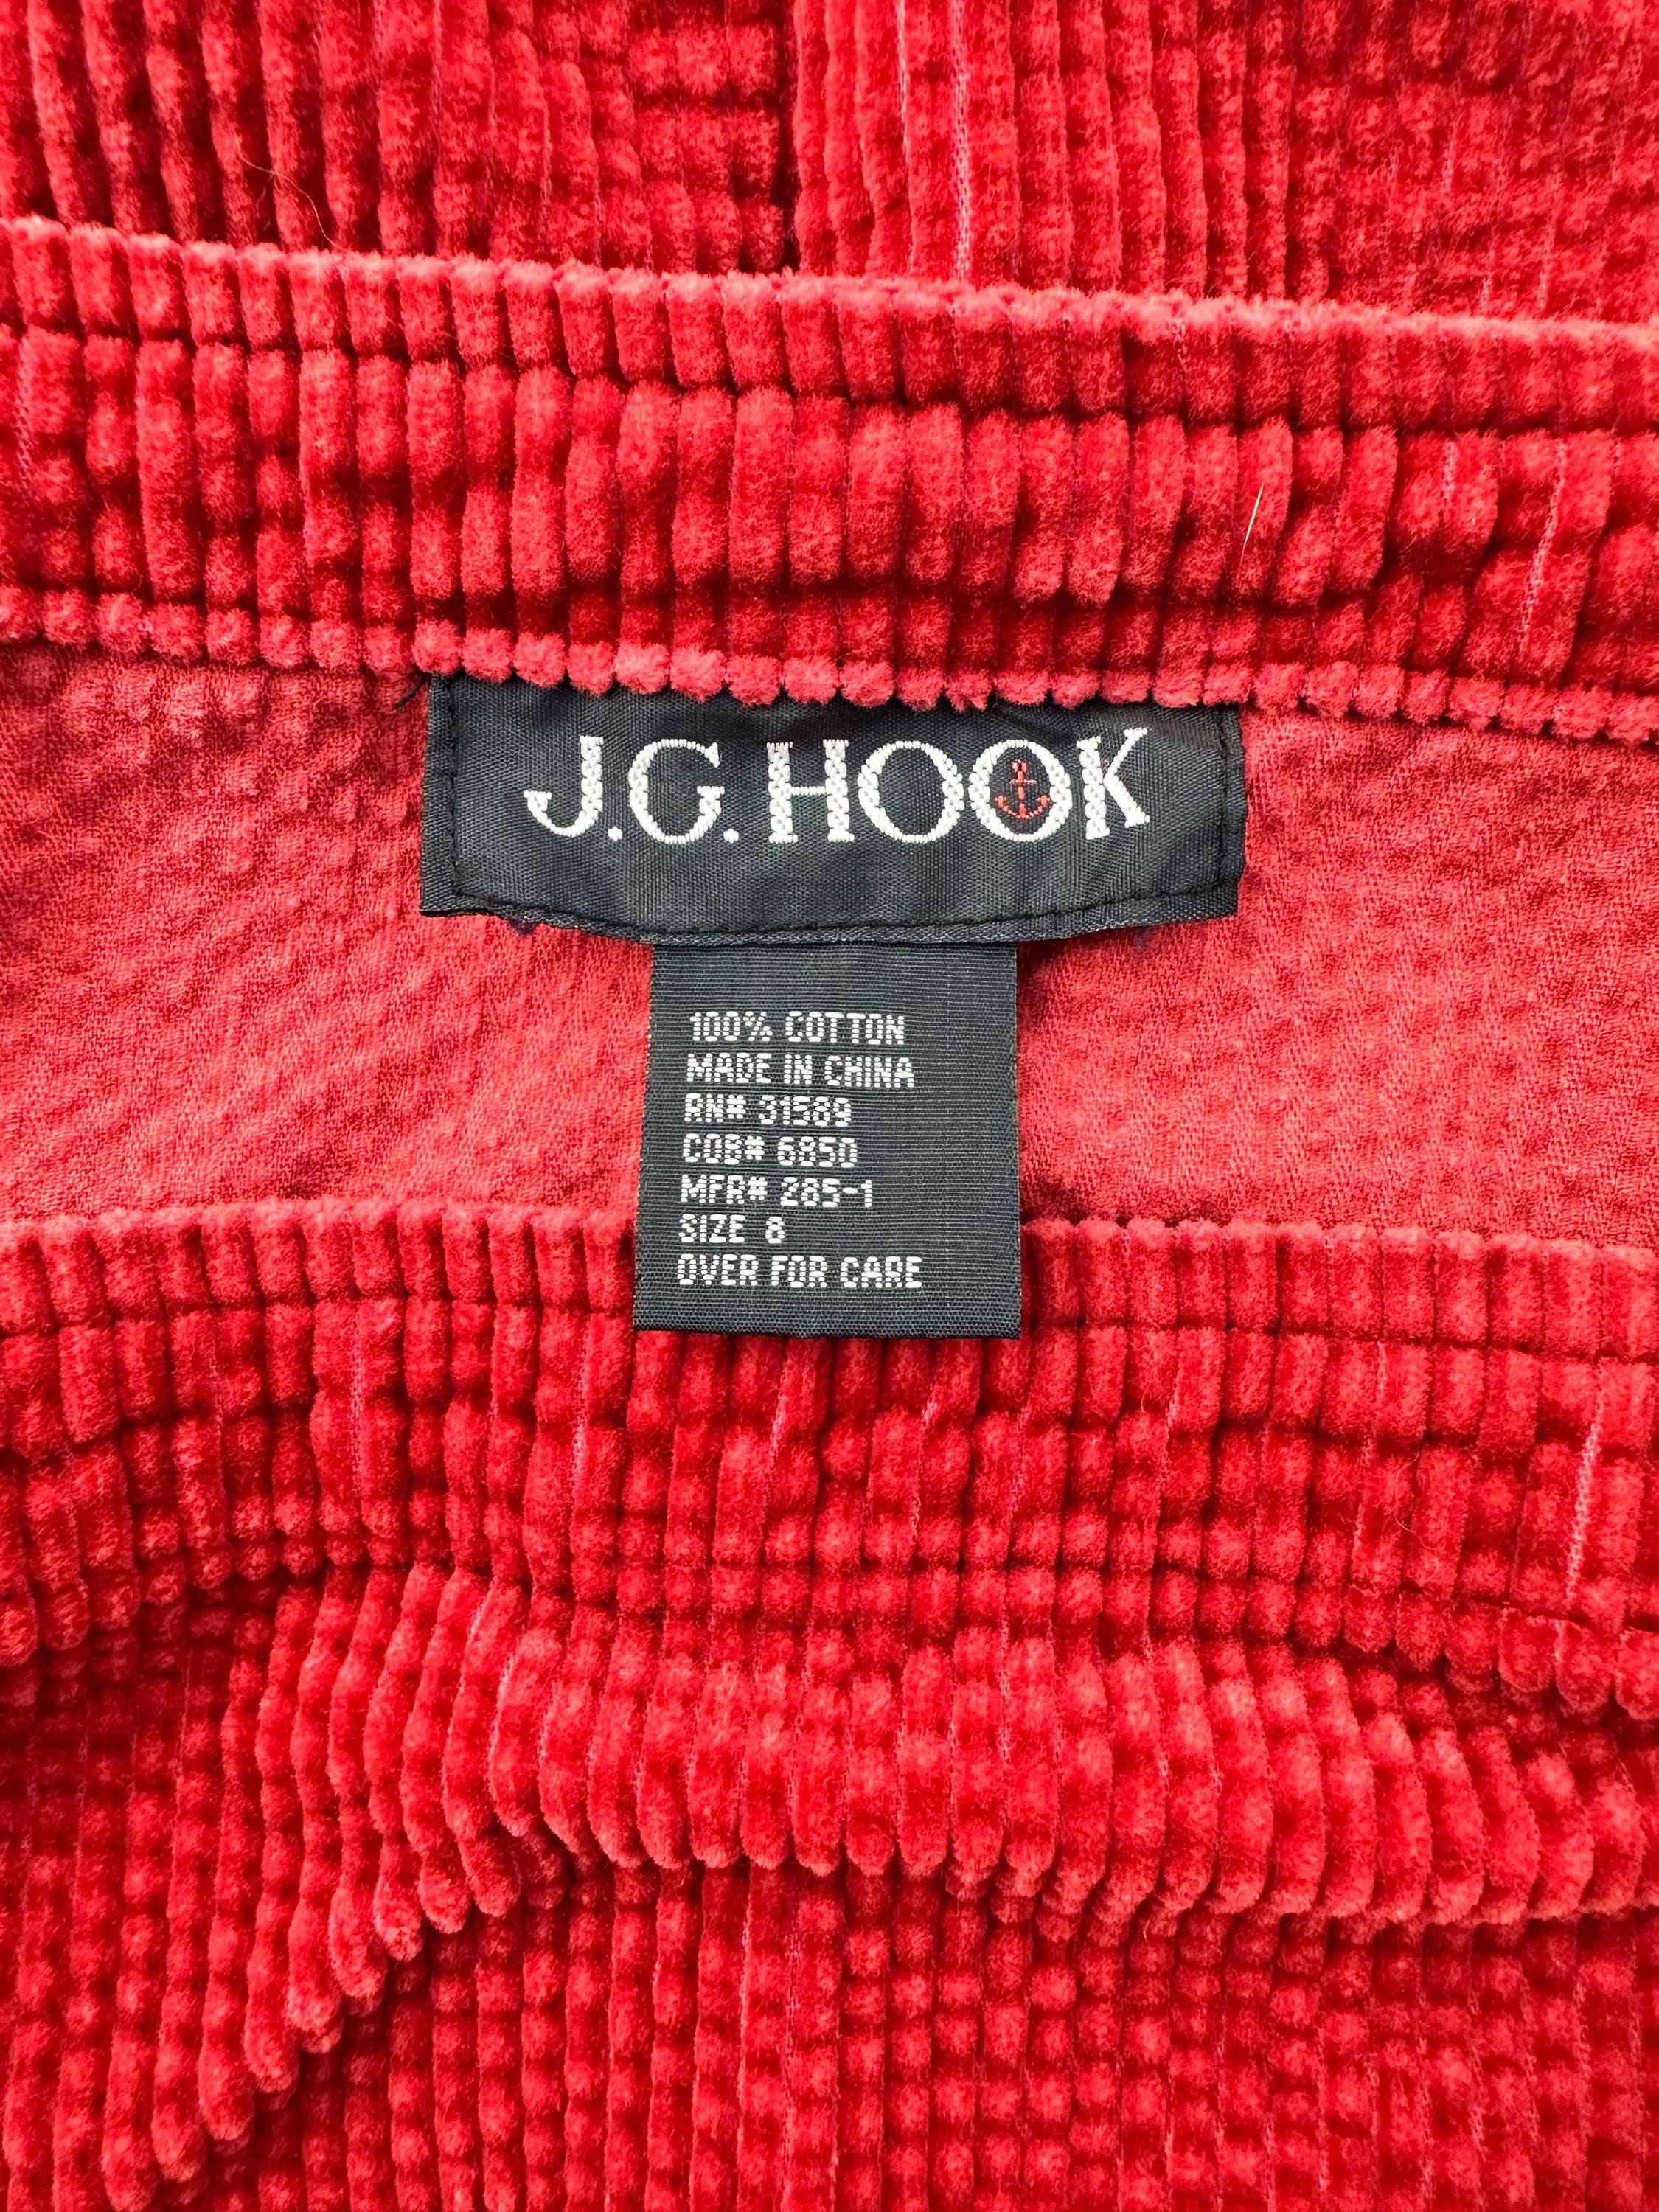 J.G. HOOK
100% COTTON
MADE IN CHINA
RN# 31589
COB# 6850
MFR# 285-1
SIZE 8
OVER FOR CARE